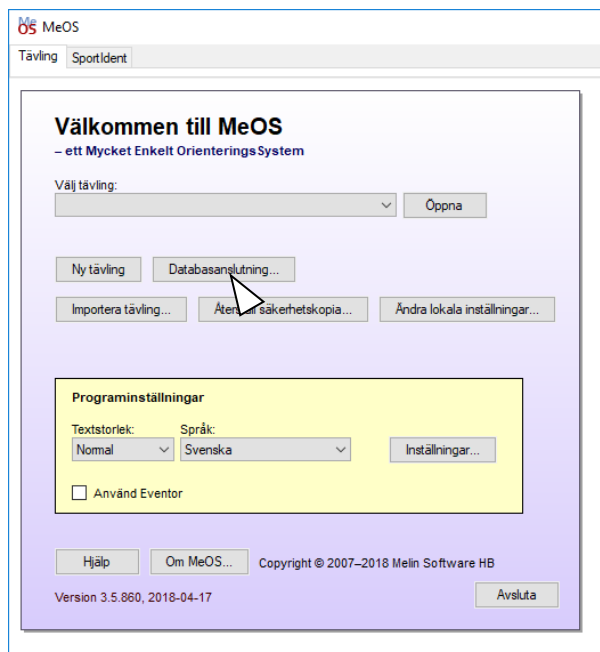 MeOS MeOS
Tävling SportIdent
Välkommen till MeOS
– ett Mycket Enkelt OrienteringsSystem
Välj tävling:
Öppna
Ny tävling Databasanslutning...
Importera tävling... säkerhetskopia... Ändra lokala inställningar...
Programinställningar
Textstorlek: Språk:
Normal Svenska Inställningar...
Använd Eventor
Hjälp Om MeOS... Copyright © 2007–2018 Melin Software HB
Version 3.5.860, 2018-04-17 Avsluta